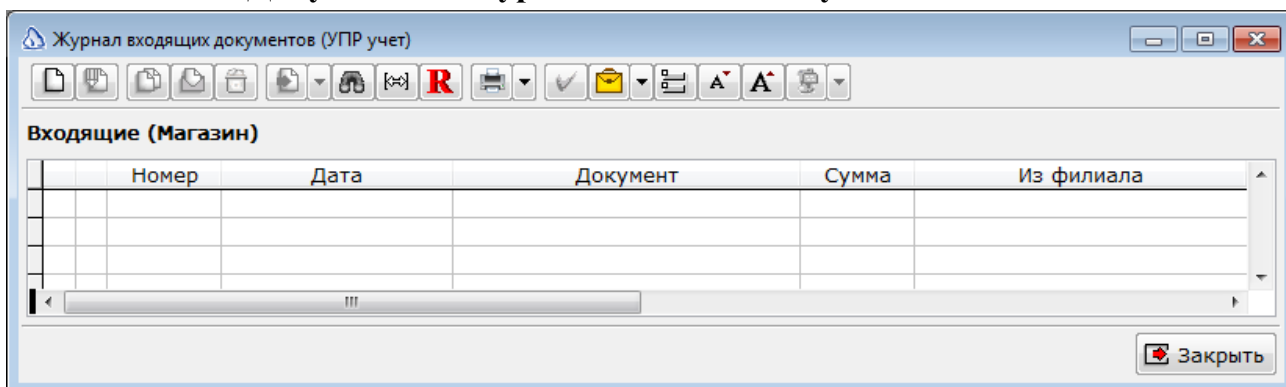 Журнал входящих документов (УПР учет)
R A A
Входящие (Магазин)
Номер Дата Документ Сумма Из филиала
Закрыть